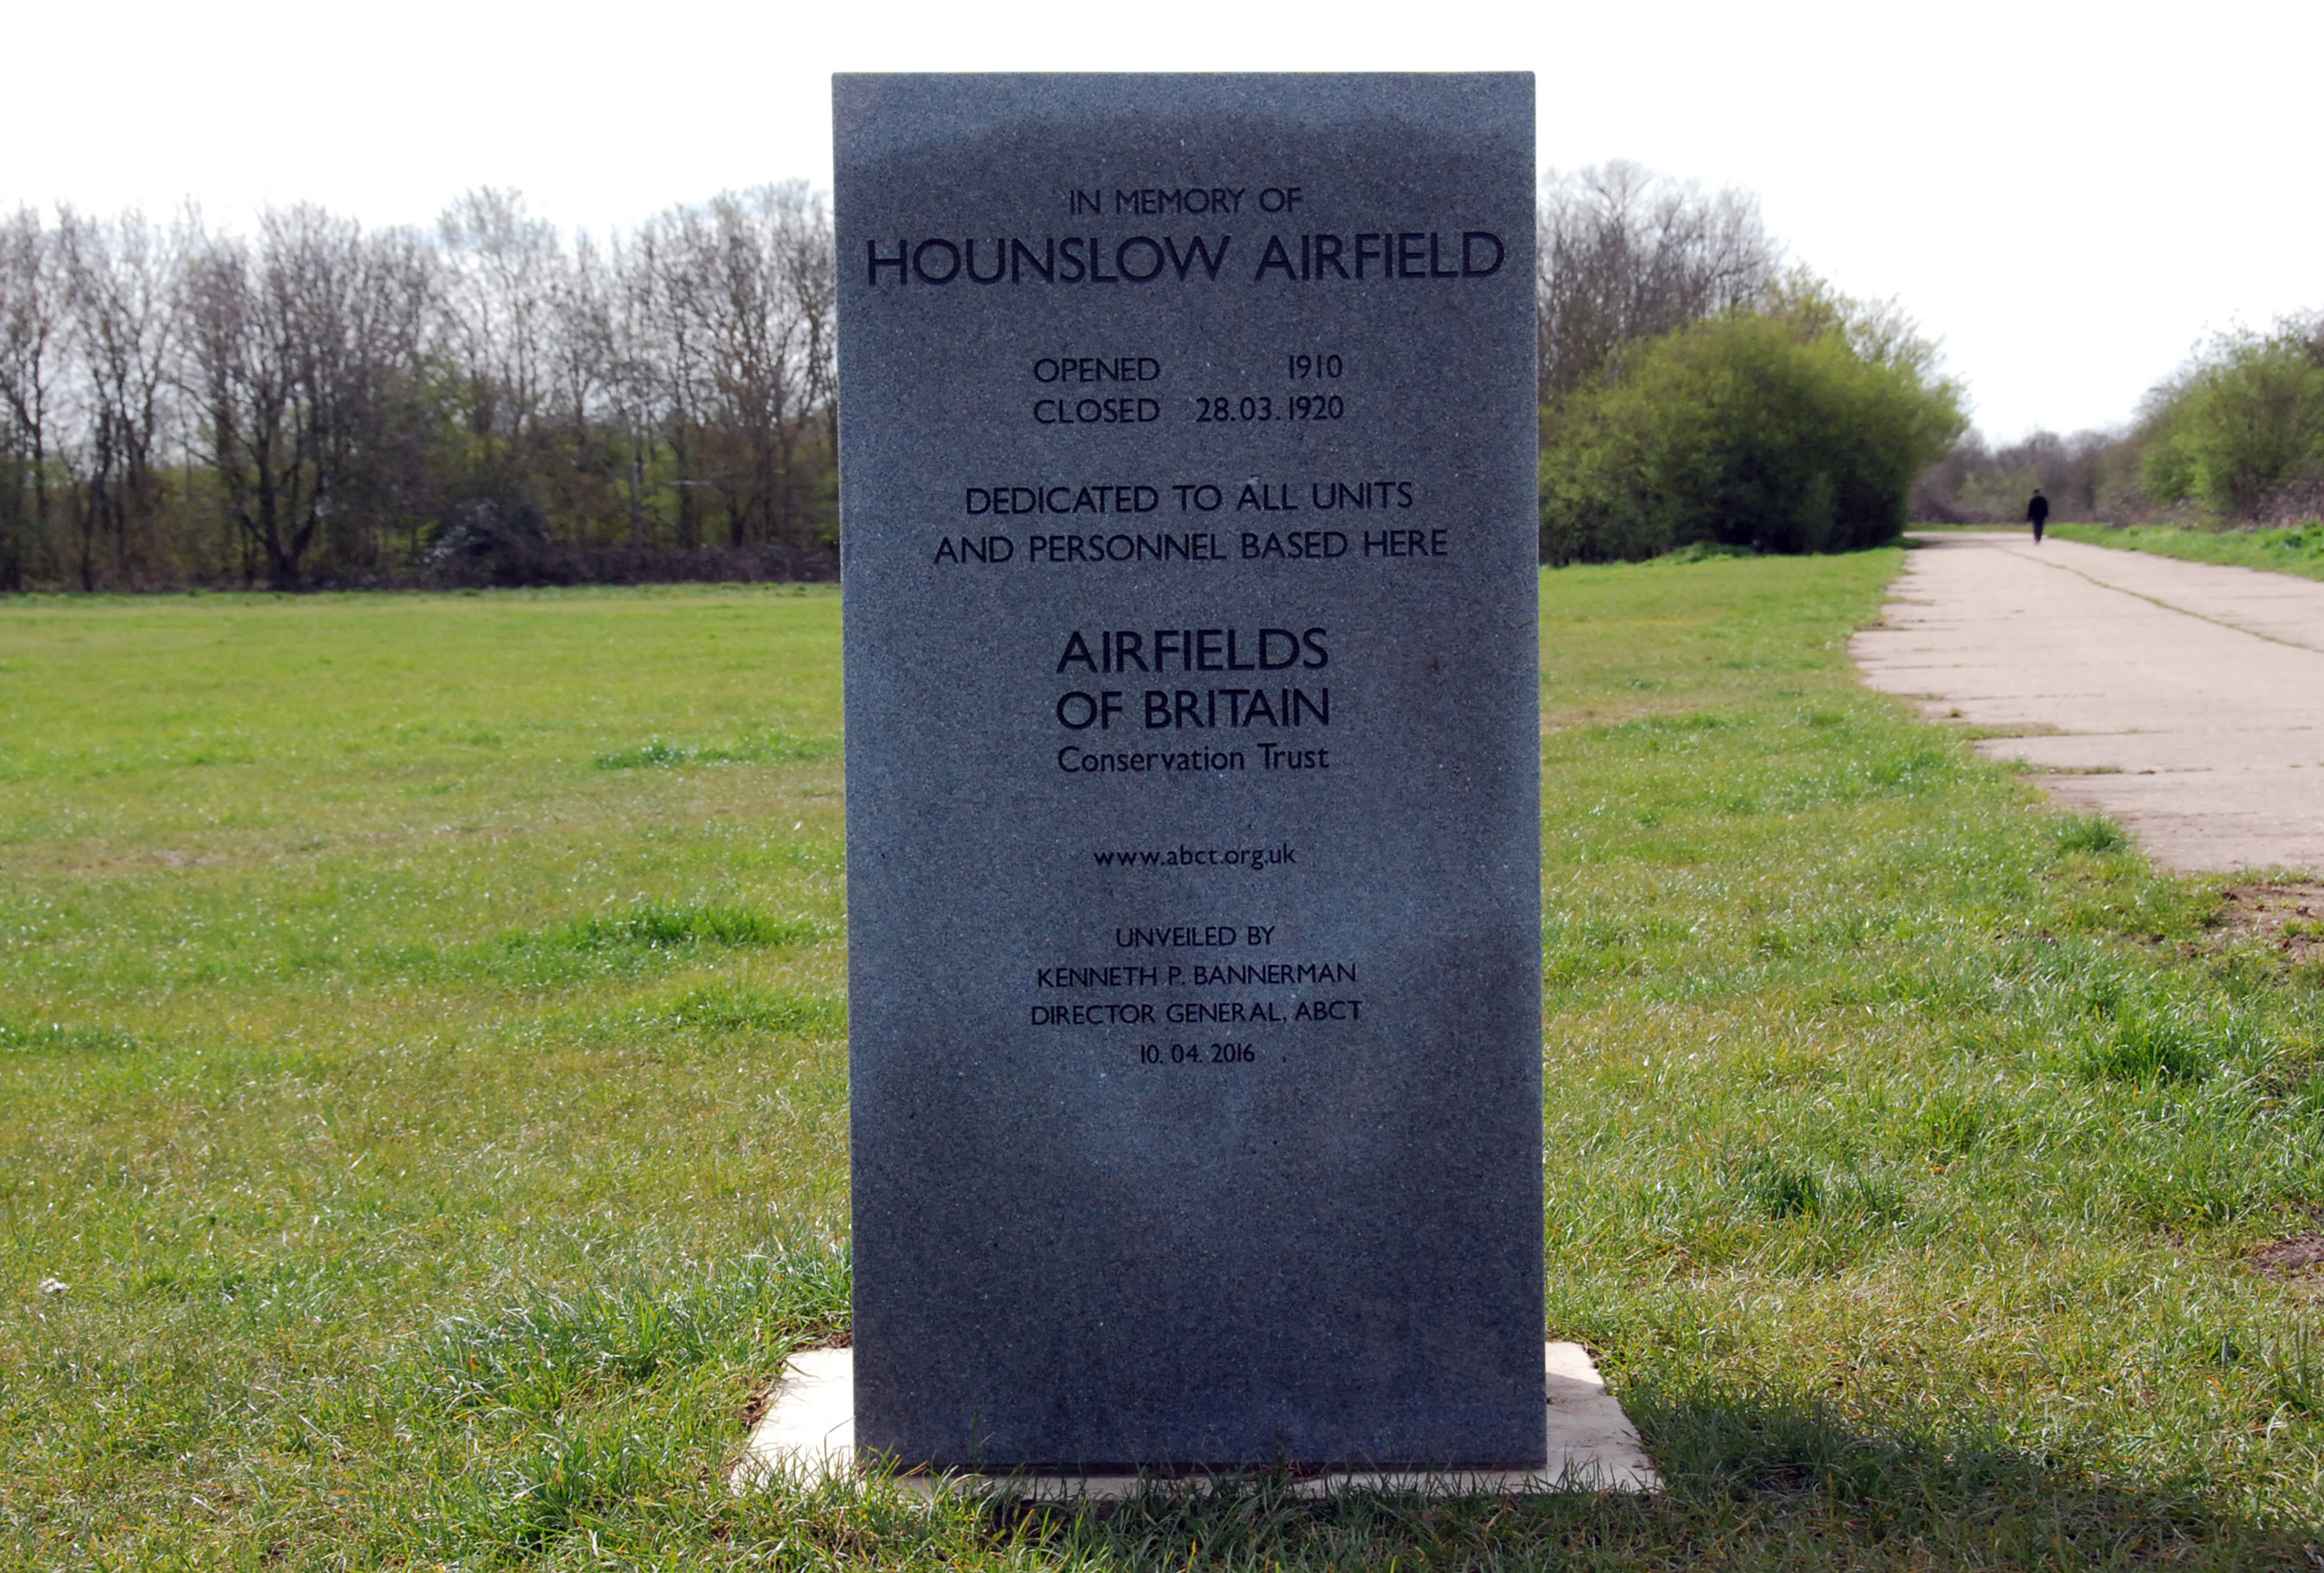 IN MEMORY OF
HOUNSLOW AIRFIELD
OPENED 1910
CLOSED 28.03.1920
DEDICATED TO ALL UNITS
AND PERSONNEL BASED HERE
AIRFIELDS
OF BRITAIN
Conservation Trust
www.abct.org.uk
UNVEILED BY
KENNETH P. BANNERMAN
DIRECTOR GENERAL, ABCT
10. 04. 2016